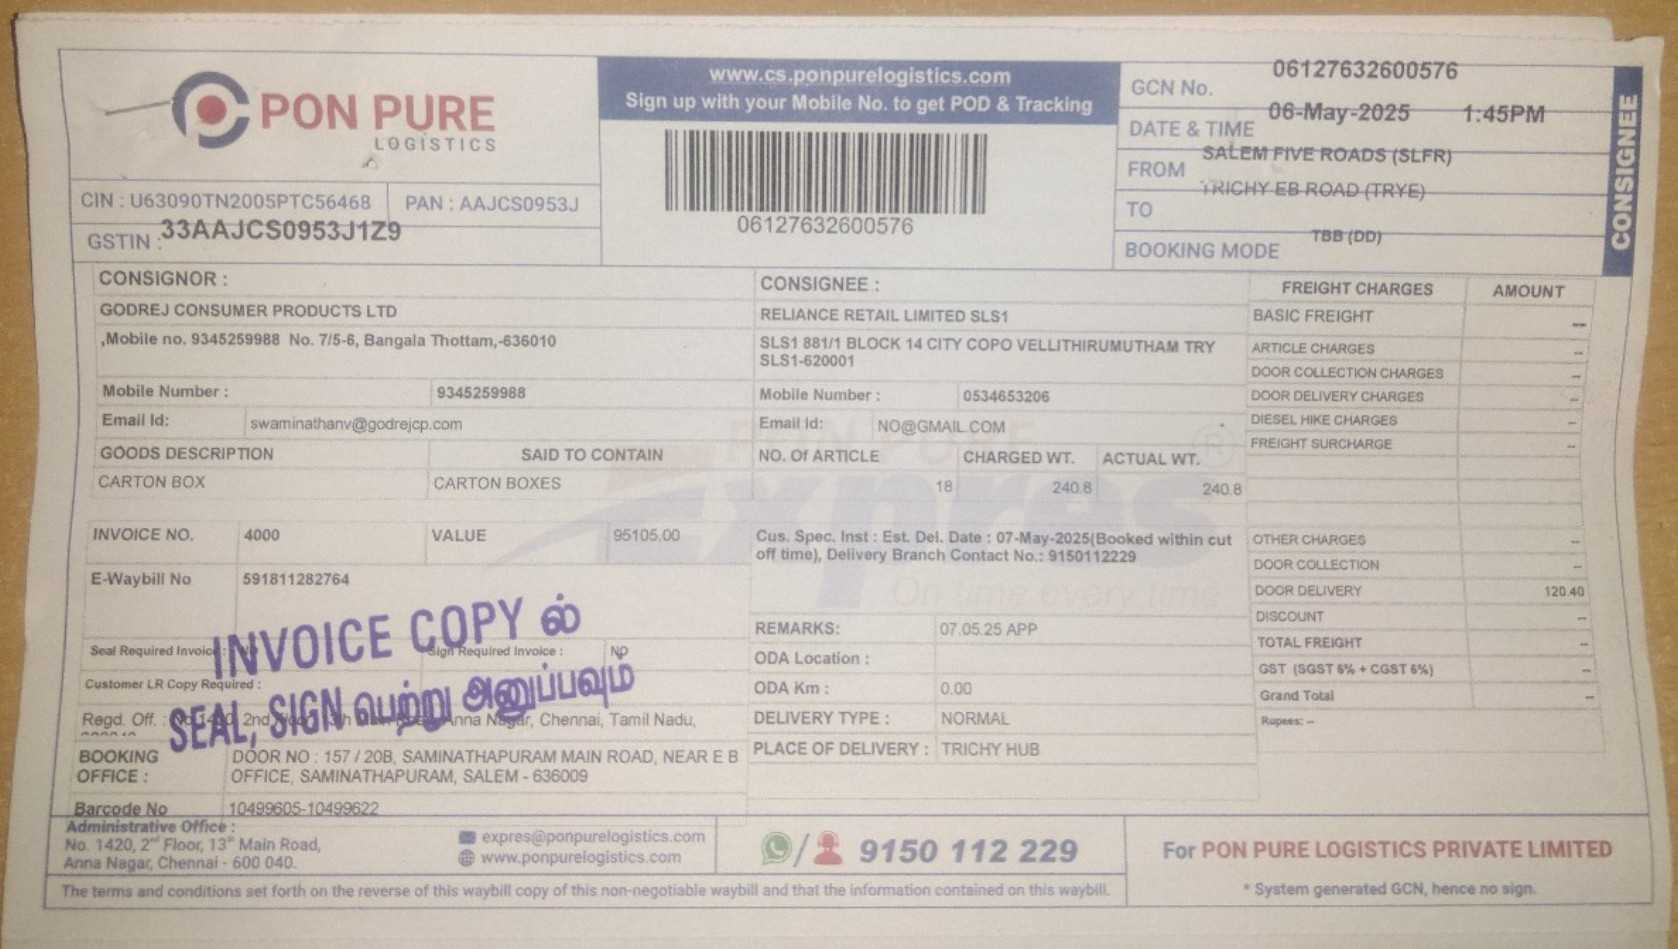 PON PURE
LOGISTICS
CIN : U63090TN2005PTC56468 PAN : AAJCS0953J
GSTIN : 33AAJCS0953J1Z9
www.cs.ponpurelogistics.com
Sign up with your Mobile No. to get POD & Tracking
06127632600576
GCN No. 06127632600576
DATE & TIME 06-May-2025 1:45PM
FROM SALEM FIVE ROADS (SLFR)
TO TRICHY EB ROAD (TRYE)
BOOKING MODE TBB (DD)
CONSIGNEE
CONSIGNOR :
GODREJ CONSUMER PRODUCTS LTD
,Mobile no. 9345259988 No. 7/5-6, Bangala Thottam,-636010
Mobile Number : 9345259988
Email Id: swaminathanv@godrejcp.com
GOODS DESCRIPTION SAID TO CONTAIN
CARTON BOX CARTON BOXES
INVOICE NO. 4000 VALUE 95105.00
E-Waybill No 591811282764
INVOICE COPY ல்
SEAL, SIGN பெற்று அனுப்பவும்
Seal Required Invoice : Sign Required Invoice : NO
Customer LR Copy Required :
Regd. Off. : 2nd Anna Nagar, Chennai, Tamil Nadu,
BOOKING OFFICE : DOOR NO : 157 / 20B, SAMINATHAPURAM MAIN ROAD, NEAR E B
OFFICE, SAMINATHAPURAM, SALEM - 636009
Barcode No 10499605-10499622
CONSIGNEE :
RELIANCE RETAIL LIMITED SLS1
SLS1 881/1 BLOCK 14 CITY COPO VELLITHIRUMUTHAM TRY
SLS1-620001
Mobile Number : 0534653206
Email Id: NO@GMAIL.COM
NO. Of ARTICLE CHARGED WT. ACTUAL WT.
18 240.8 240.8
PON PURE
Expres
On time every time
Cus. Spec. Inst : Est. Del. Date : 07-May-2025(Booked within cut
off time), Delivery Branch Contact No.: 9150112229
REMARKS: 07.05.25 APP
ODA Location :
ODA Km : 0.00
DELIVERY TYPE : NORMAL
PLACE OF DELIVERY : TRICHY HUB
FREIGHT CHARGES AMOUNT
BASIC FREIGHT --
ARTICLE CHARGES --
DOOR COLLECTION CHARGES --
DOOR DELIVERY CHARGES --
DIESEL HIKE CHARGES --
FREIGHT SURCHARGE --
OTHER CHARGES --
DOOR COLLECTION --
DOOR DELIVERY 120.40
DISCOUNT --
TOTAL FREIGHT --
GST (SGST 6% + CGST 6%) --
Grand Total --
Rupees: --
Administrative Office :
No. 1420, 2nd Floor, 13th Main Road,
Anna Nagar, Chennai - 600 040.
expres@ponpurelogistics.com
www.ponpurelogistics.com
9150 112 229
For PON PURE LOGISTICS PRIVATE LIMITED
* System generated GCN, hence no sign.
The terms and conditions set forth on the reverse of this waybill copy of this non-negotiable waybill and that the information contained on this waybill.